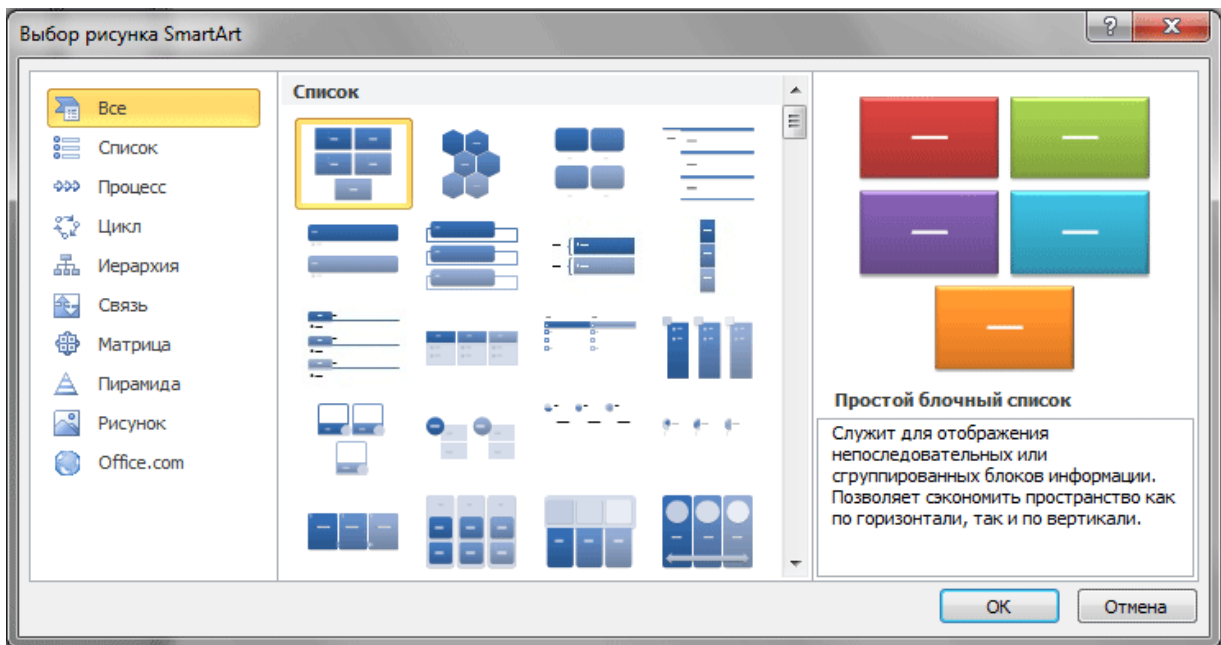 Выбор рисунка SmartArt
Все
Список
Процесс
Цикл
Иерархия
Связь
Матрица
Пирамида
Рисунок
Office.com
Список
Простой блочный список
Служит для отображения
непоследовательных или
сгруппированных блоков информации.
Позволяет сэкономить пространство как
по горизонтали, так и по вертикали.
ОК
Отмена